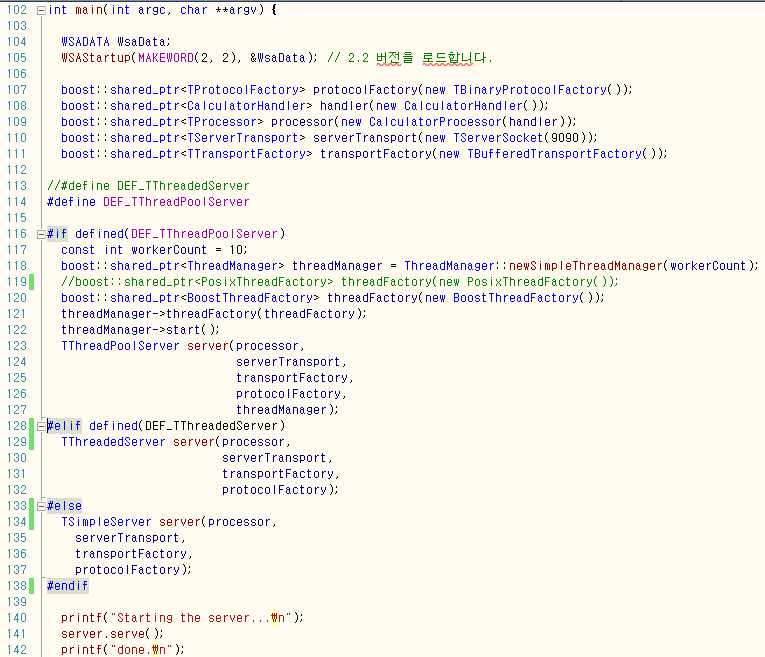 102 int main(int argc, char **argv) {
103
104 WSADATA WsaData;
105 WSAStartup(MAKEWORD(2, 2), &WsaData); // 2.2 버전을 로드합니다.
106
107 boost::shared_ptr<TProtocolFactory> protocolFactory(new TBinaryProtocolFactory());
108 boost::shared_ptr<CalculatorHandler> handler(new CalculatorHandler());
109 boost::shared_ptr<TProcessor> processor(new CalculatorProcessor(handler));
110 boost::shared_ptr<TServerTransport> serverTransport(new TServerSocket(9090));
111 boost::shared_ptr<TTransportFactory> transportFactory(new TBufferedTransportFactory());
112
113 //#define DEF_TThreadedServer
114 #define DEF_TThreadPoolServer
115
116 #if defined(DEF_TThreadPoolServer)
117 const int workerCount = 10;
118 boost::shared_ptr<ThreadManager> threadManager = ThreadManager::newSimpleThreadManager(workerCount);
119 //boost::shared_ptr<PosixThreadFactory> threadFactory(new PosixThreadFactory());
120 boost::shared_ptr<BoostThreadFactory> threadFactory(new BoostThreadFactory());
121 threadManager->threadFactory(threadFactory);
122 threadManager->start();
123 TThreadPoolServer server(processor,
124 serverTransport,
125 transportFactory,
126 protocolFactory,
127 threadManager);
128 #elif defined(DEF_TThreadedServer)
129 TThreadedServer server(processor,
130 serverTransport,
131 transportFactory,
132 protocolFactory);
133 #else
134 TSimpleServer server(processor,
135 serverTransport,
136 transportFactory,
137 protocolFactory);
138 #endif
139
140 printf("Starting the server...₩n");
141 server.serve();
142 printf("done.₩n");